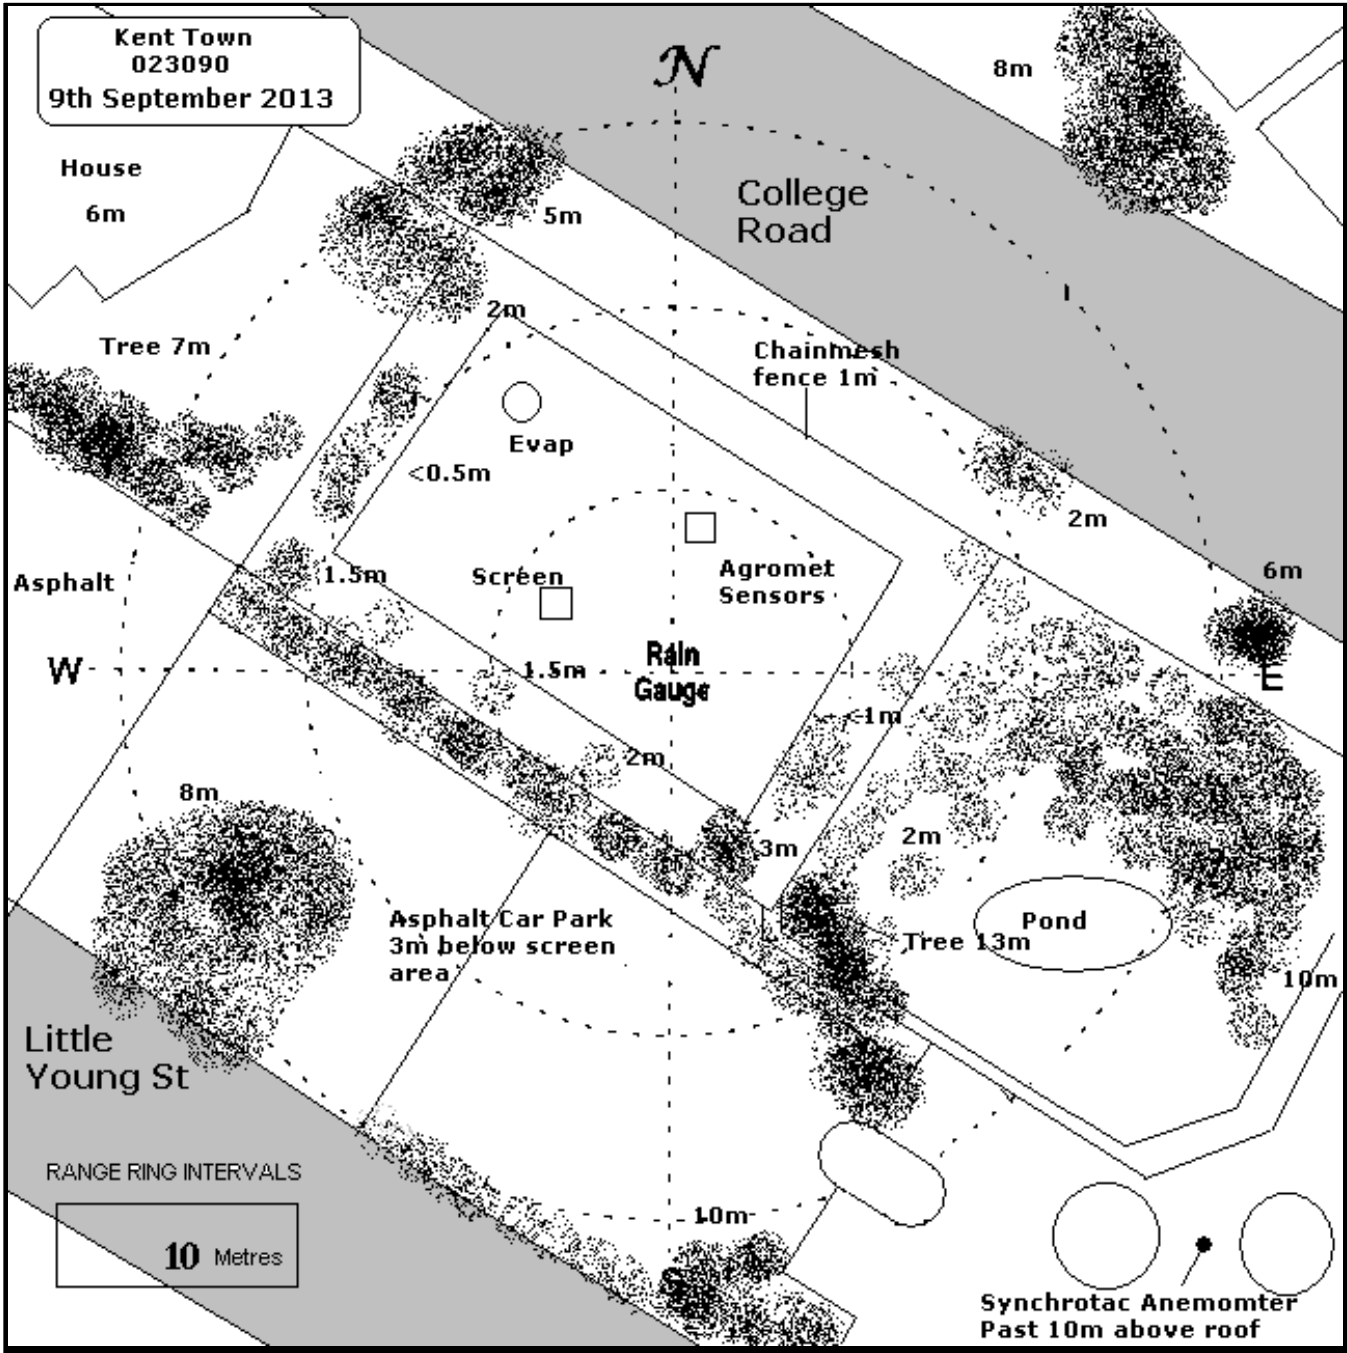 Kent Town
023090
9th September 2013
N
8m
House
6m
College
Road
5m
2m
Tree 7m
Chainmesh
fence 1m
Evap
<0.5m
2m
Asphalt
1.5m
Screen
Agromet
Sensors
6m
W
1.5m
Rain
Gauge
E
<1m
2m
8m
3m
2m
Asphalt Car Park
3m below screen
area
Pond
Tree 13m
10m
Little
Young St
RANGE RING INTERVALS
10 Metres
10m
S
Synchrotac Anemomter
Past 10m above roof